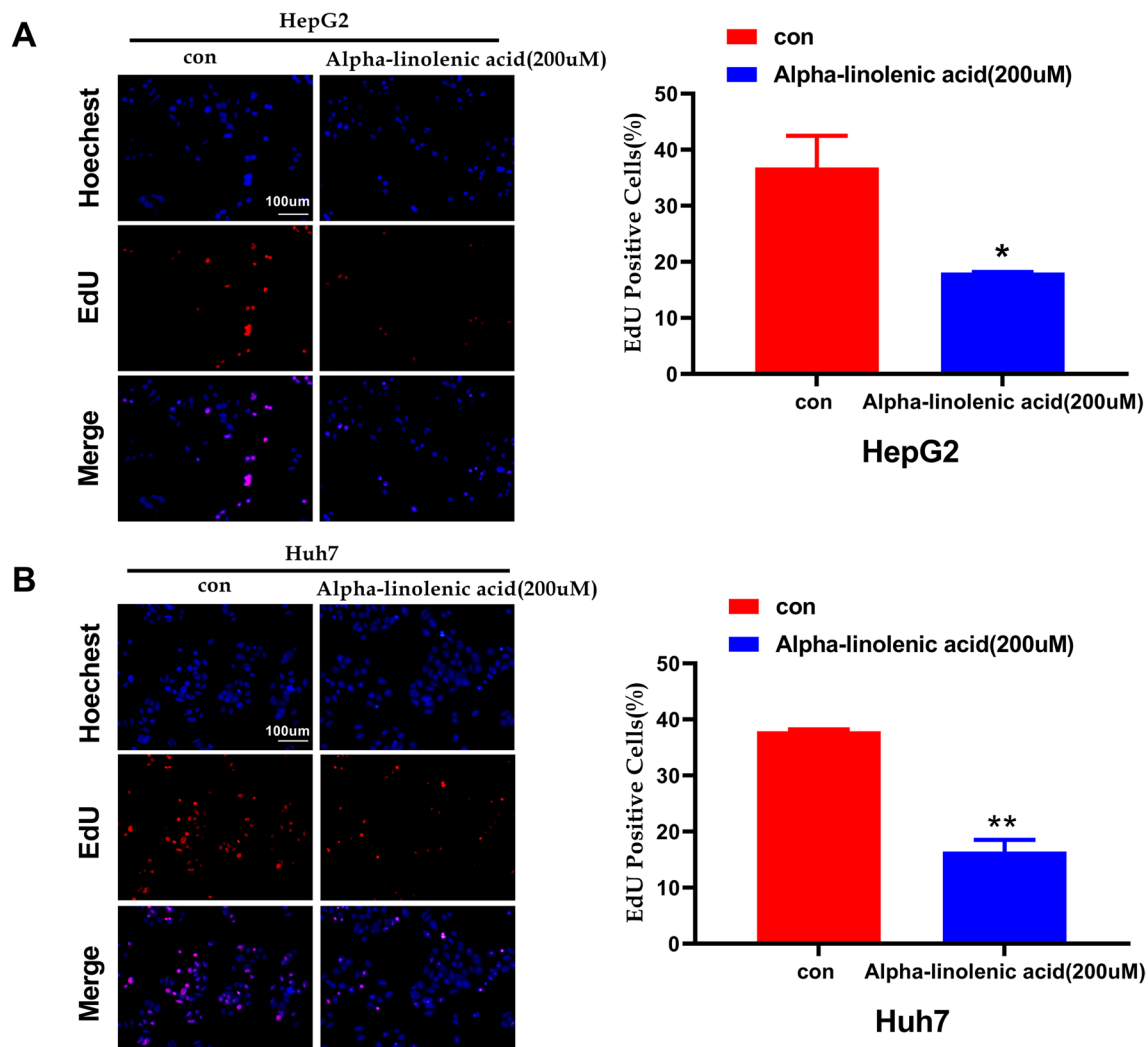 A
HepG2
con
Alpha-linolenic acid(200uM)
Hoechest
100um
EdU
Merge
con
Alpha-linolenic acid(200uM)
EdU Positive Cells(%)
50
40
30
20
10
0
*
con
Alpha-linolenic acid(200uM)
HepG2
B
Huh7
con
Alpha-linolenic acid(200uM)
Hoechest
100um
EdU
Merge
con
Alpha-linolenic acid(200uM)
EdU Positive Cells(%)
50
40
30
20
10
0
**
con
Alpha-linolenic acid(200uM)
Huh7